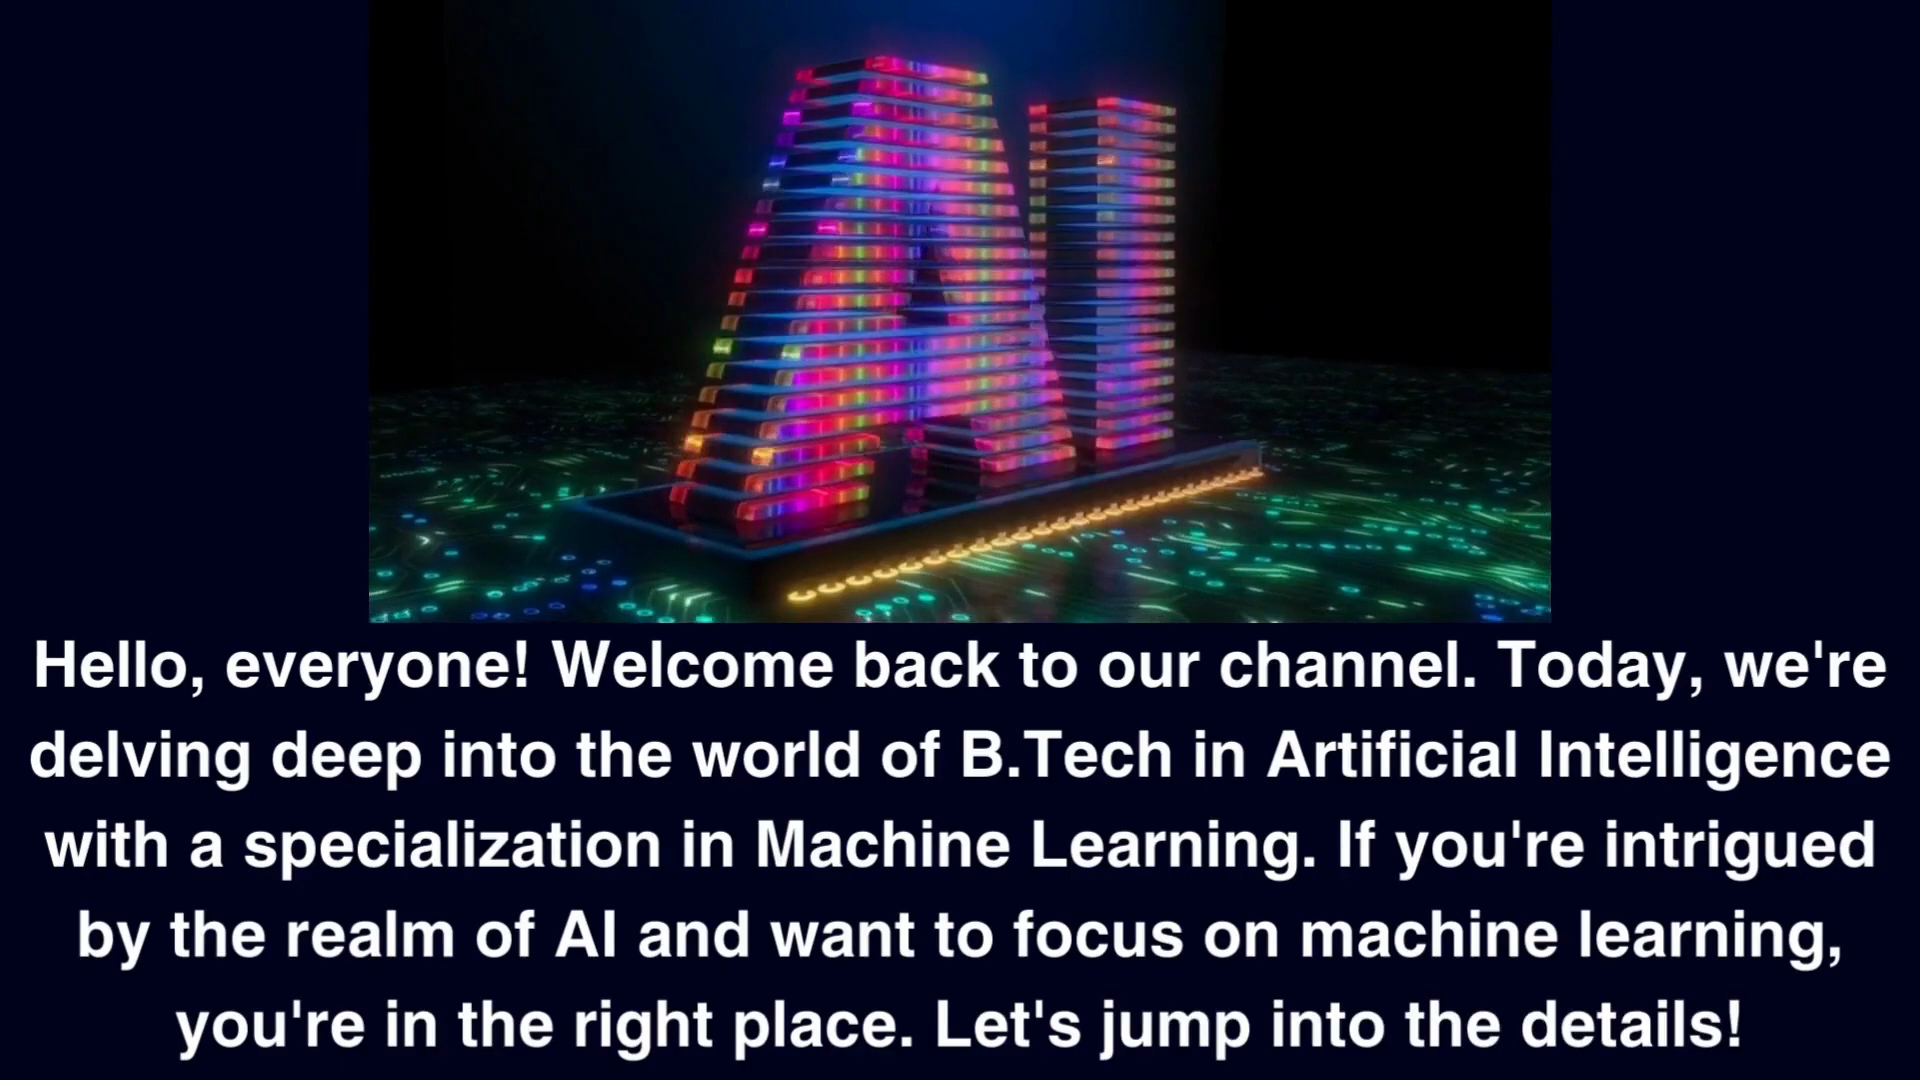 AI
Hello, everyone! Welcome back to our channel. Today, we're
delving deep into the world of B.Tech in Artificial Intelligence
with a specialization in Machine Learning. If you're intrigued
by the realm of AI and want to focus on machine learning,
you're in the right place. Let's jump into the details!